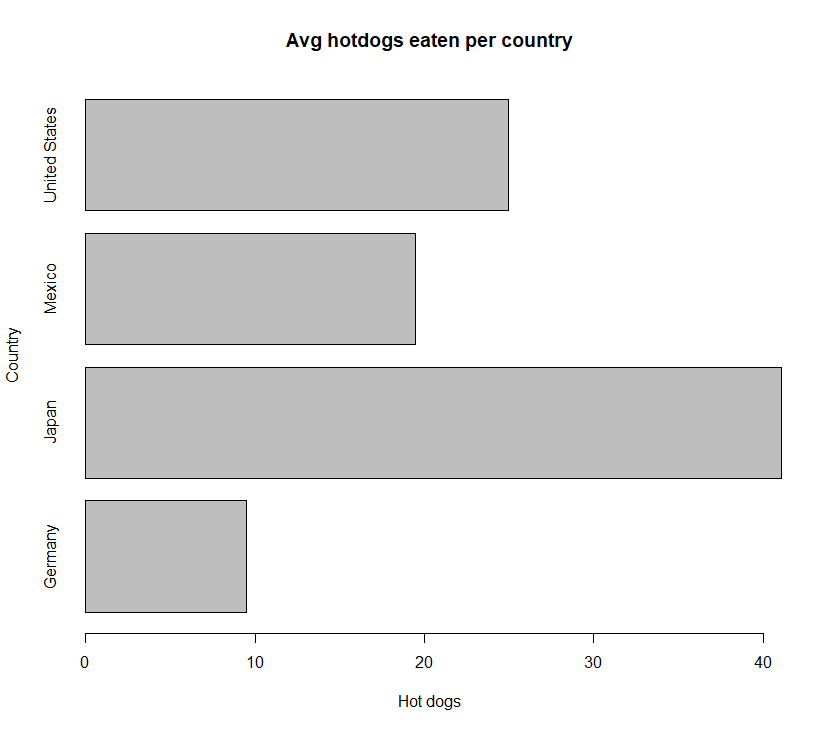 Avg hotdogs eaten per country
Country
United States
Mexico
Japan
Germany
0 10 20 30 40
Hot dogs